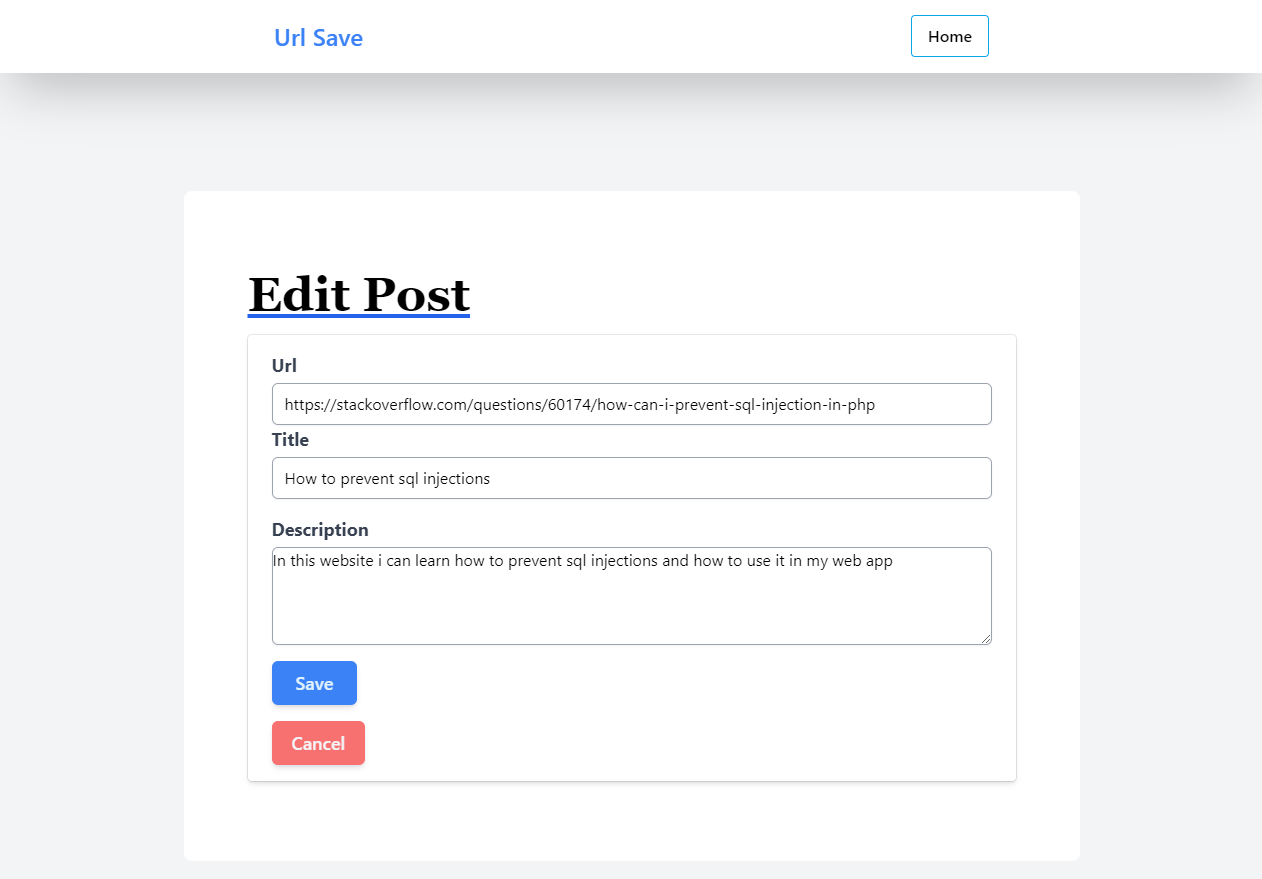 Url Save
Home
Edit Post
Url
https://stackoverflow.com/questions/60174/how-can-i-prevent-sql-injection-in-php
Title
How to prevent sql injections
Description
In this website i can learn how to prevent sql injections and how to use it in my web app
Save
Cancel